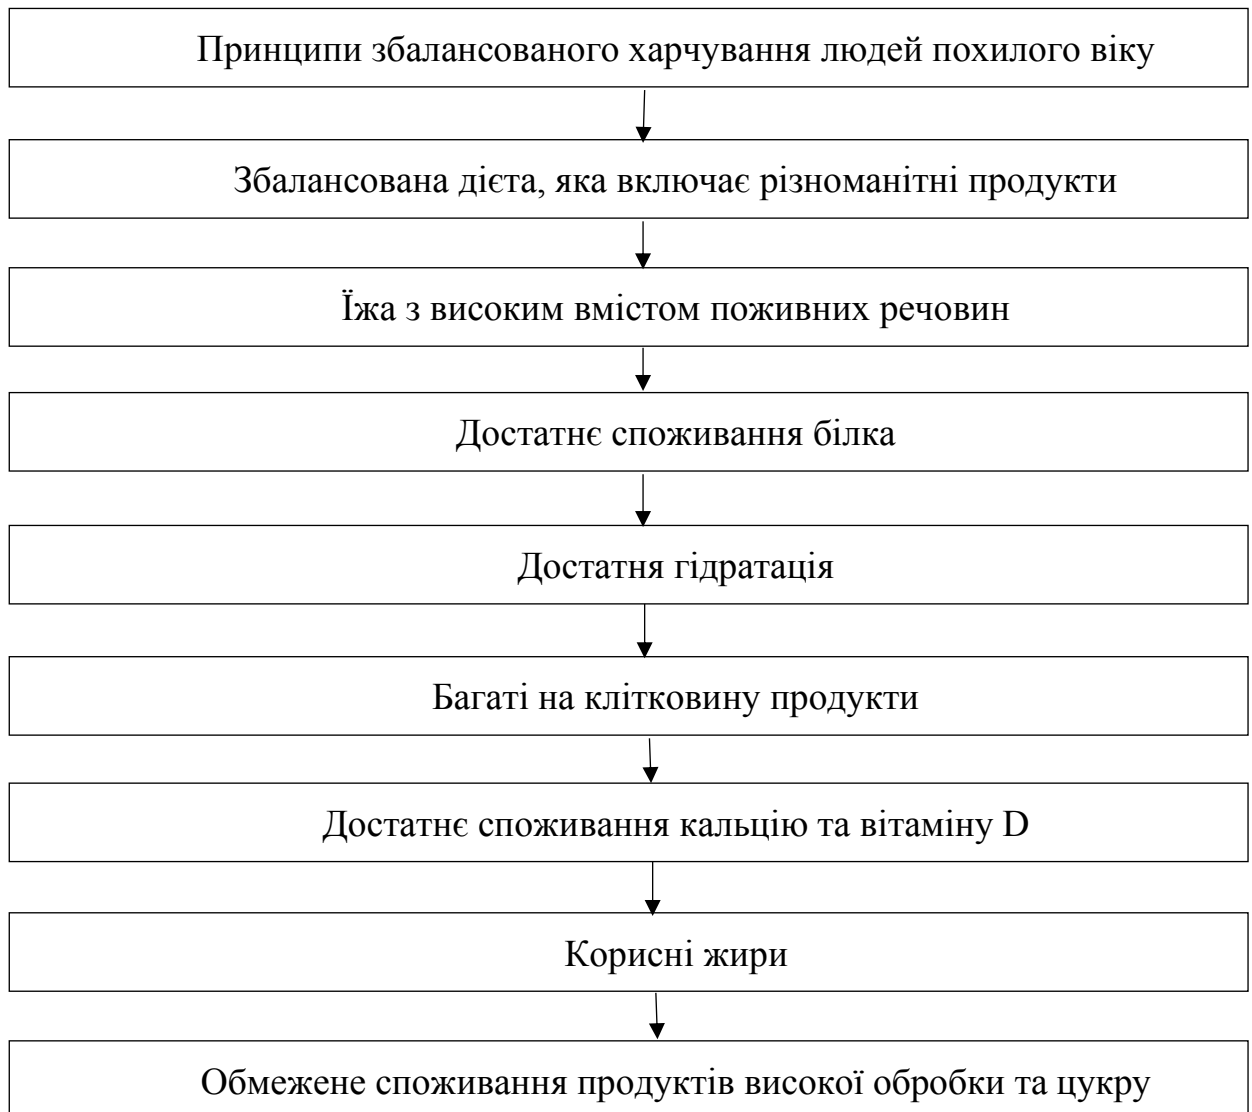 Принципи збалансованого харчування людей похилого віку
Збалансована дієта, яка включає різноманітні продукти
Їжа з високим вмістом поживних речовин
Достатнє споживання білка
Достатня гідратація
Багаті на клітковину продукти
Достатнє споживання кальцію та вітаміну D
Корисні жири
Обмежене споживання продуктів високої обробки та цукру